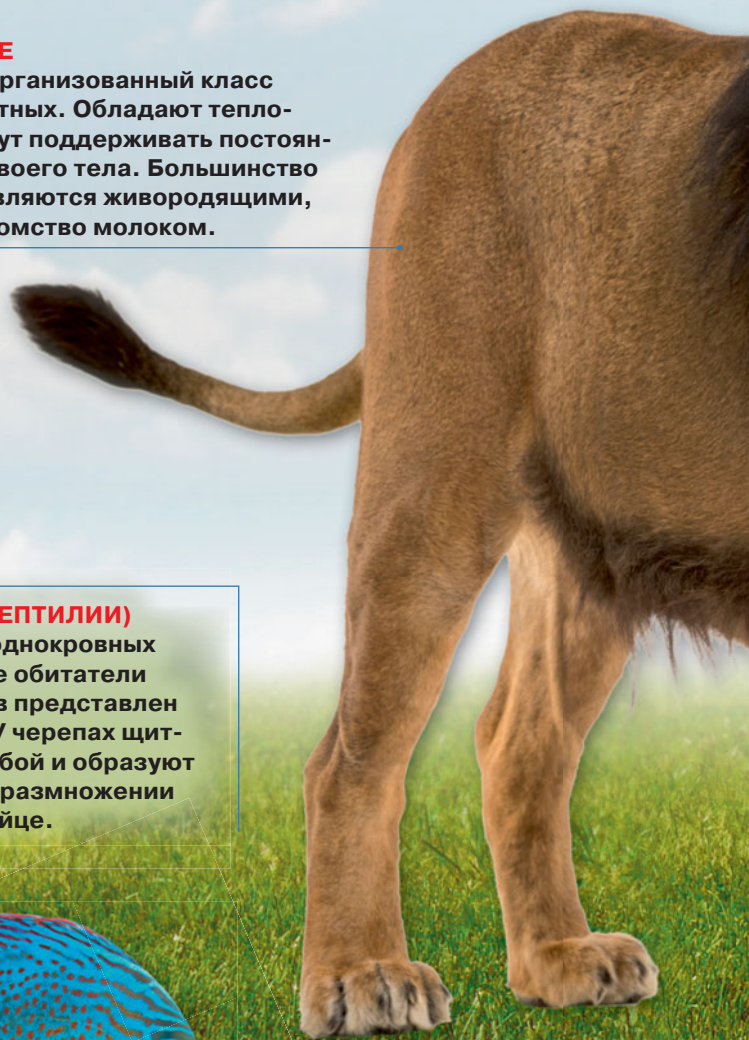 Е
рганизованный класс
тных. Обладают тепло-
ут поддерживать постоян-
воего тела. Большинство
вляются живородящими,
омство молоком.
ЕПТИЛИИ)
однокровных
е обитатели
в представлен
У черепах щит-
бой и образуют
размножении
йце.